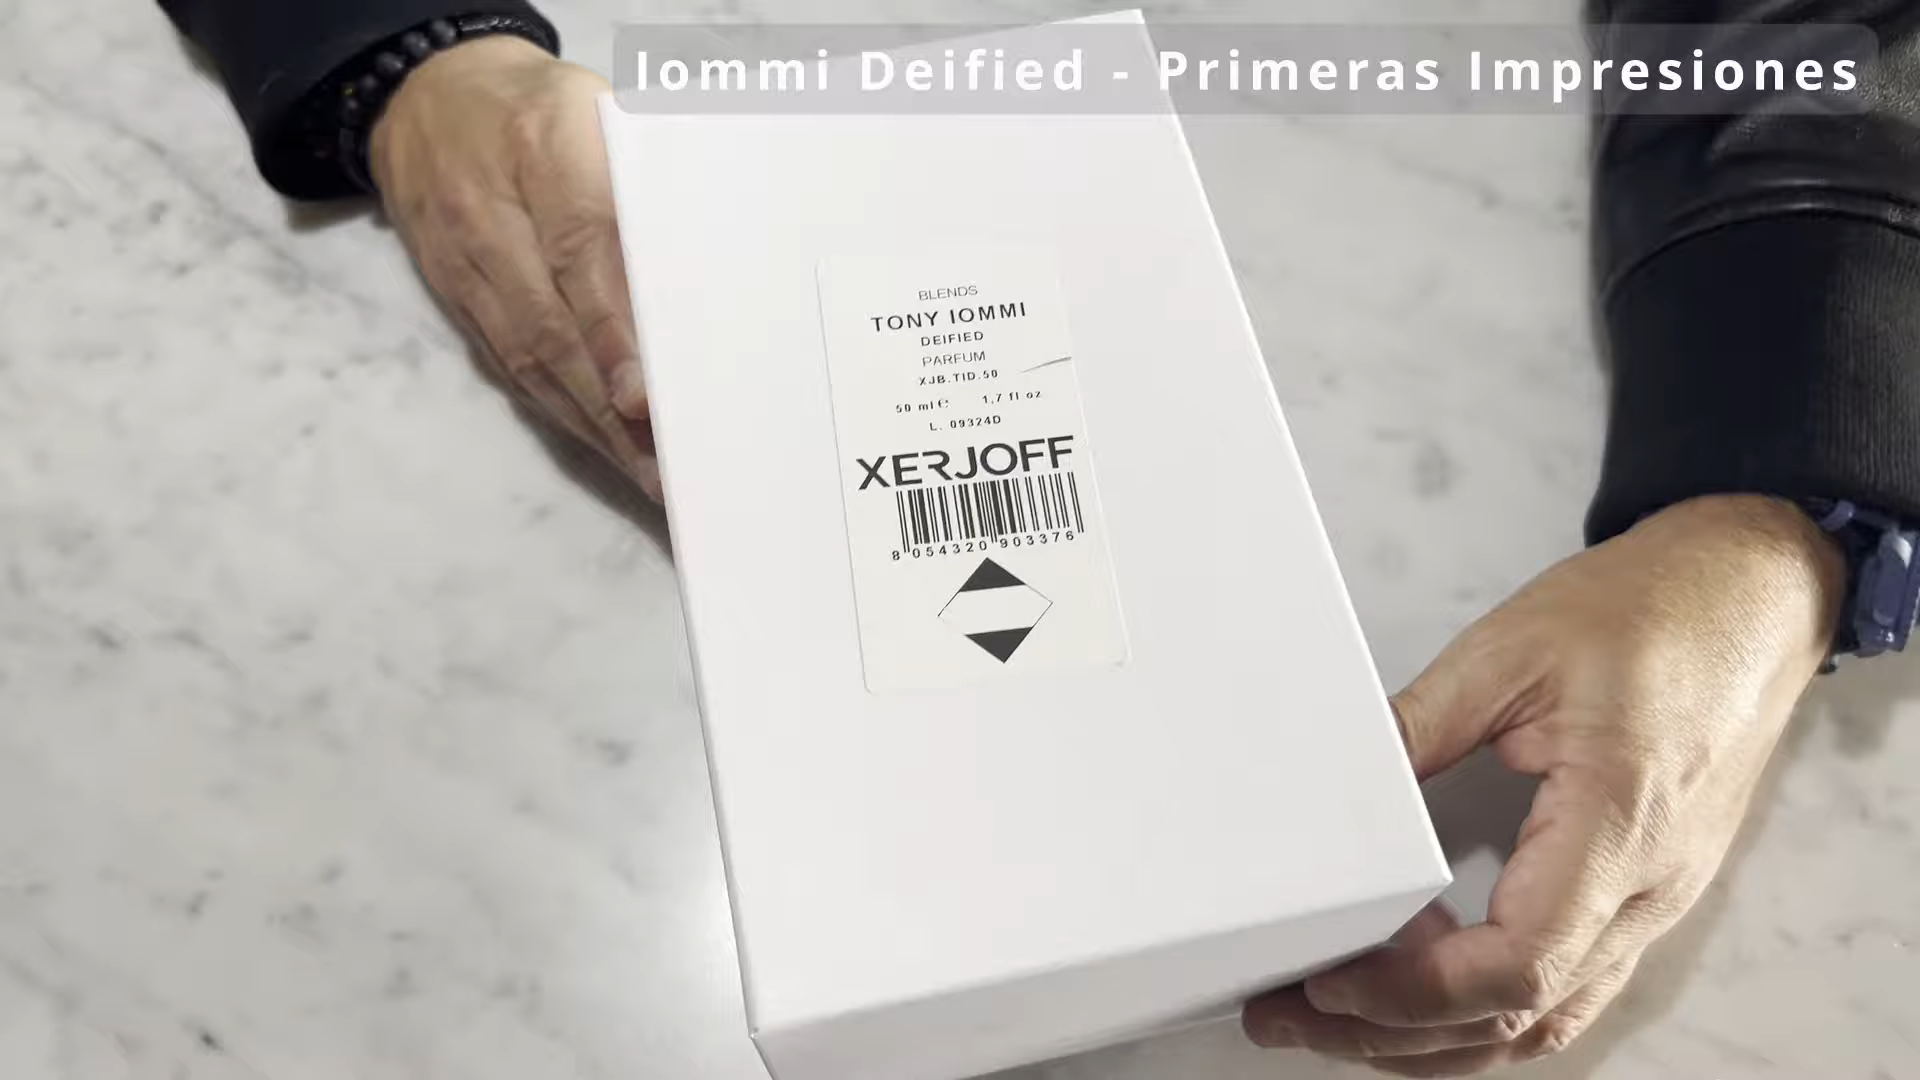 Iommi Deified - Primeras Impresiones
BLENDS
TONY IOMMI
DEIFIED
PARFUM
XJB.TID.50
50 ml ℮ 1,7 fl oz
L. 09324D
XERJOFF
8 054320 903376